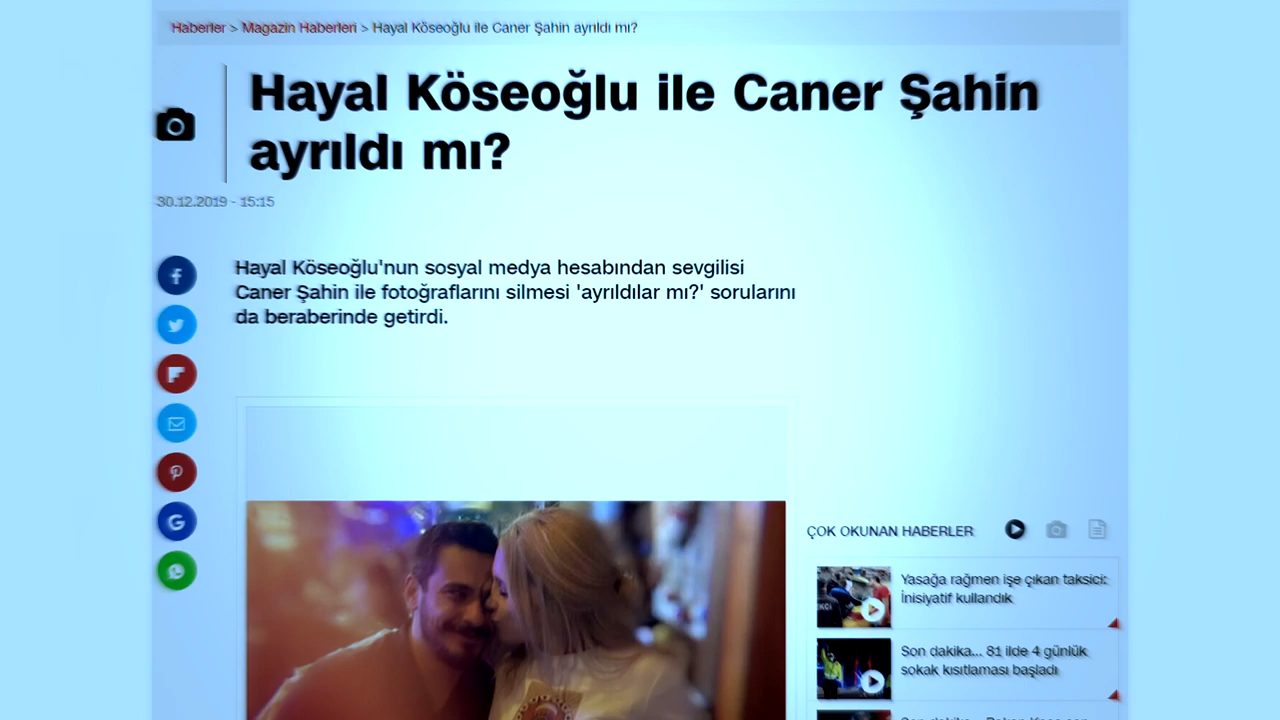 Haberler > Magazin Haberleri > Hayal Köseoğlu ile Caner Şahin ayrıldı mı?
Hayal Köseoğlu ile Caner Şahin
ayrıldı mı?
30.12.2019 - 15:15
Hayal Köseoğlu'nun sosyal medya hesabından sevgilisi
Caner Şahin ile fotoğraflarını silmesi 'ayrıldılar mı?' sorularını
da beraberinde getirdi.
ÇOK OKUNAN HABERLER
Yasağa rağmen işe çıkan taksici:
İnisiyatif kullandık
Son dakika... 81 ilde 4 günlük
sokak kısıtlaması başladı